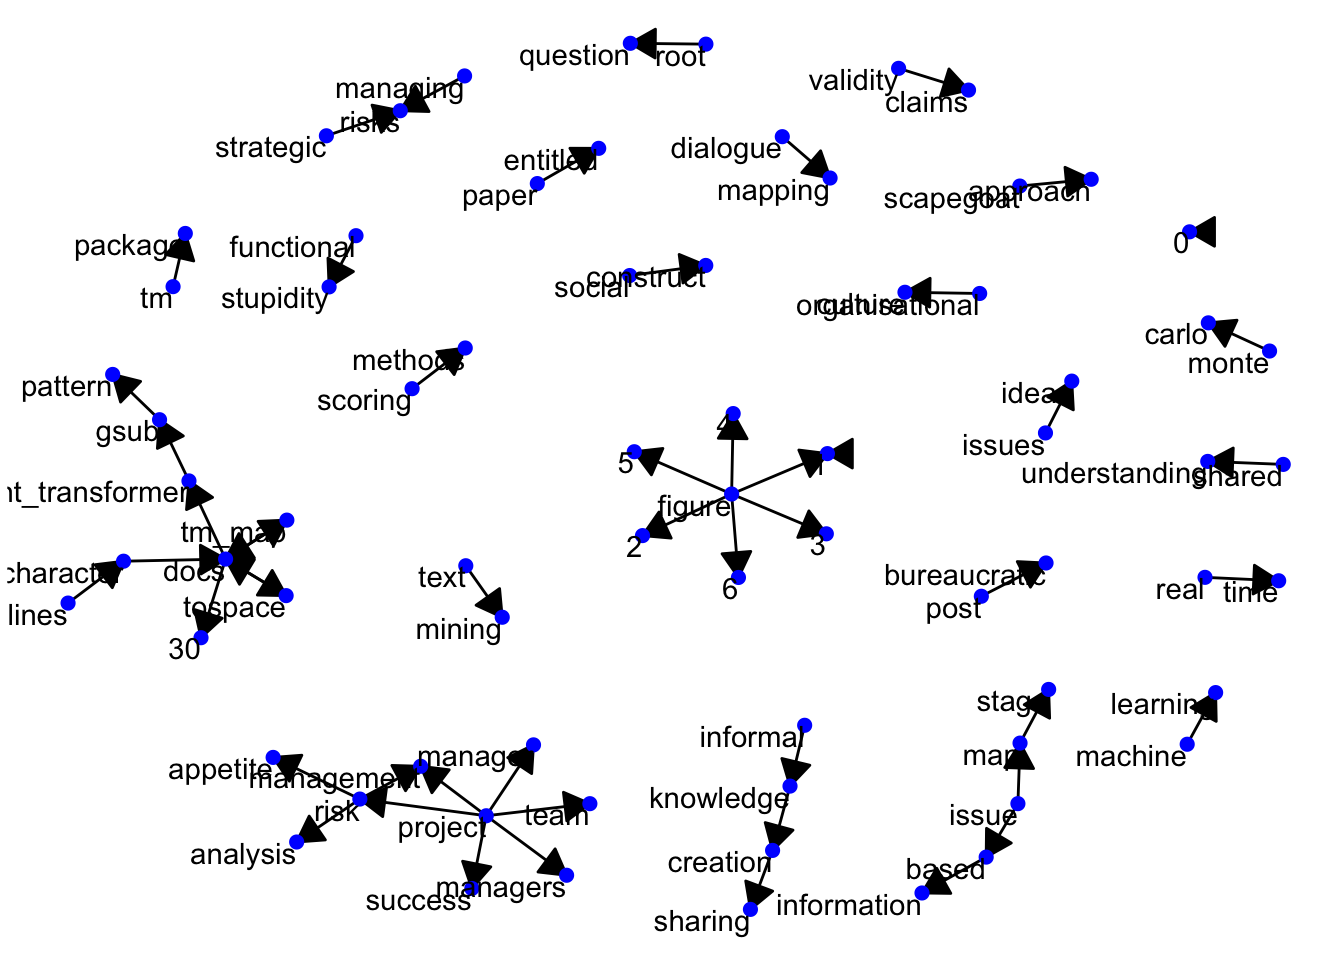 question
root
managing
risks
strategic
validity
claims
entitled
paper
dialogue
mapping
scapegoat
approach
package
tm
functional
stupidity
social
construct
organisational
culture
0
carlo
monte
methods
scoring
pattern
gsub
nt_transformer
tm_map
docs
character
lines
tospace
30
4
5
1
figure
2
3
6
idea
issues
understanding
shared
text
mining
bureaucratic
post
real
time
stage
map
issue
based
information
learning
machine
informal
knowledge
creation
sharing
appetite
management
manager
risk
analysis
project
team
success
managers